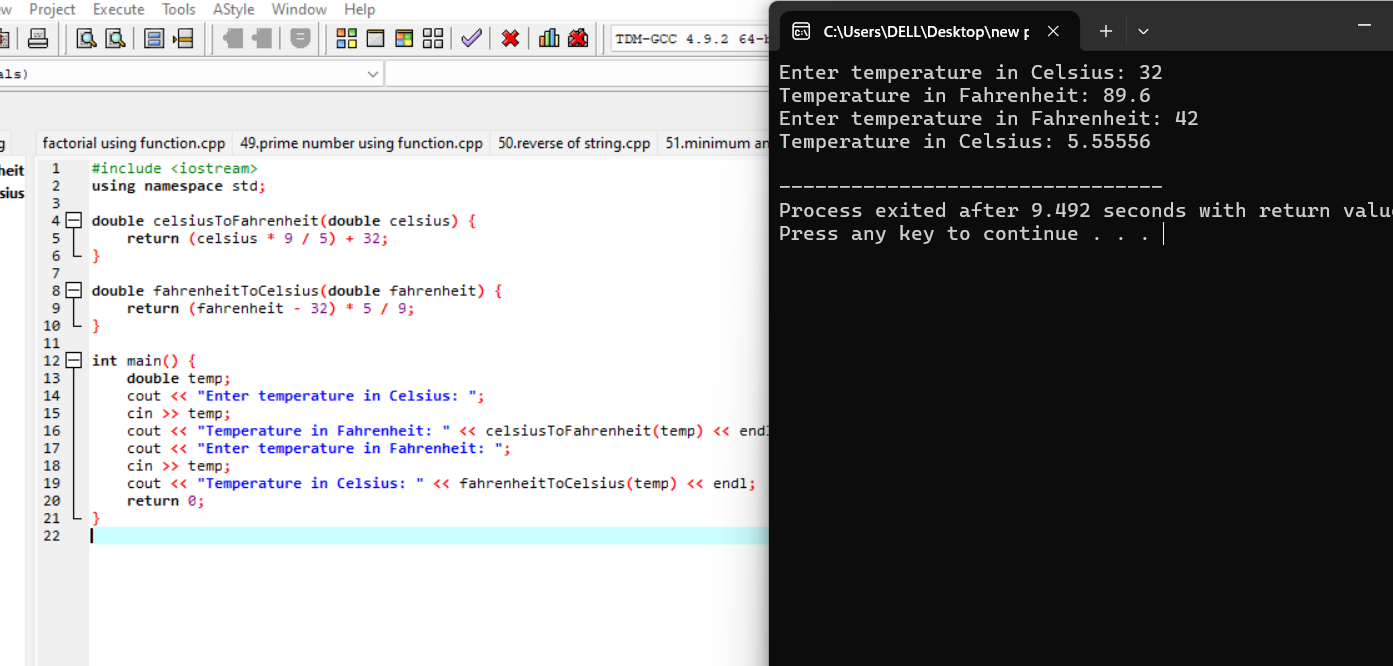 Project Execute Tools AStyle Window Help
TDM-GCC 4.9.2
als)
factorial using function.cpp 49.prime number using function.cpp 50.reverse of string.cpp 51.minimum an
heit
sius
1 #include <iostream>
2 using namespace std;
3
4 double celsiusToFahrenheit(double celsius) {
5 return (celsius * 9 / 5) + 32;
6 }
7
8 double fahrenheitToCelsius(double fahrenheit) {
9 return (fahrenheit - 32) * 5 / 9;
10 }
11
12 int main() {
13 double temp;
14 cout << "Enter temperature in Celsius: ";
15 cin >> temp;
16 cout << "Temperature in Fahrenheit: " << celsiusToFahrenheit(temp) << endl
17 cout << "Enter temperature in Fahrenheit: ";
18 cin >> temp;
19 cout << "Temperature in Celsius: " << fahrenheitToCelsius(temp) << endl;
20 return 0;
21 }
22
C:\Users\DELL\Desktop\new p
Enter temperature in Celsius: 32
Temperature in Fahrenheit: 89.6
Enter temperature in Fahrenheit: 42
Temperature in Celsius: 5.55556
--------------------------------
Process exited after 9.492 seconds with return valu
Press any key to continue . . .